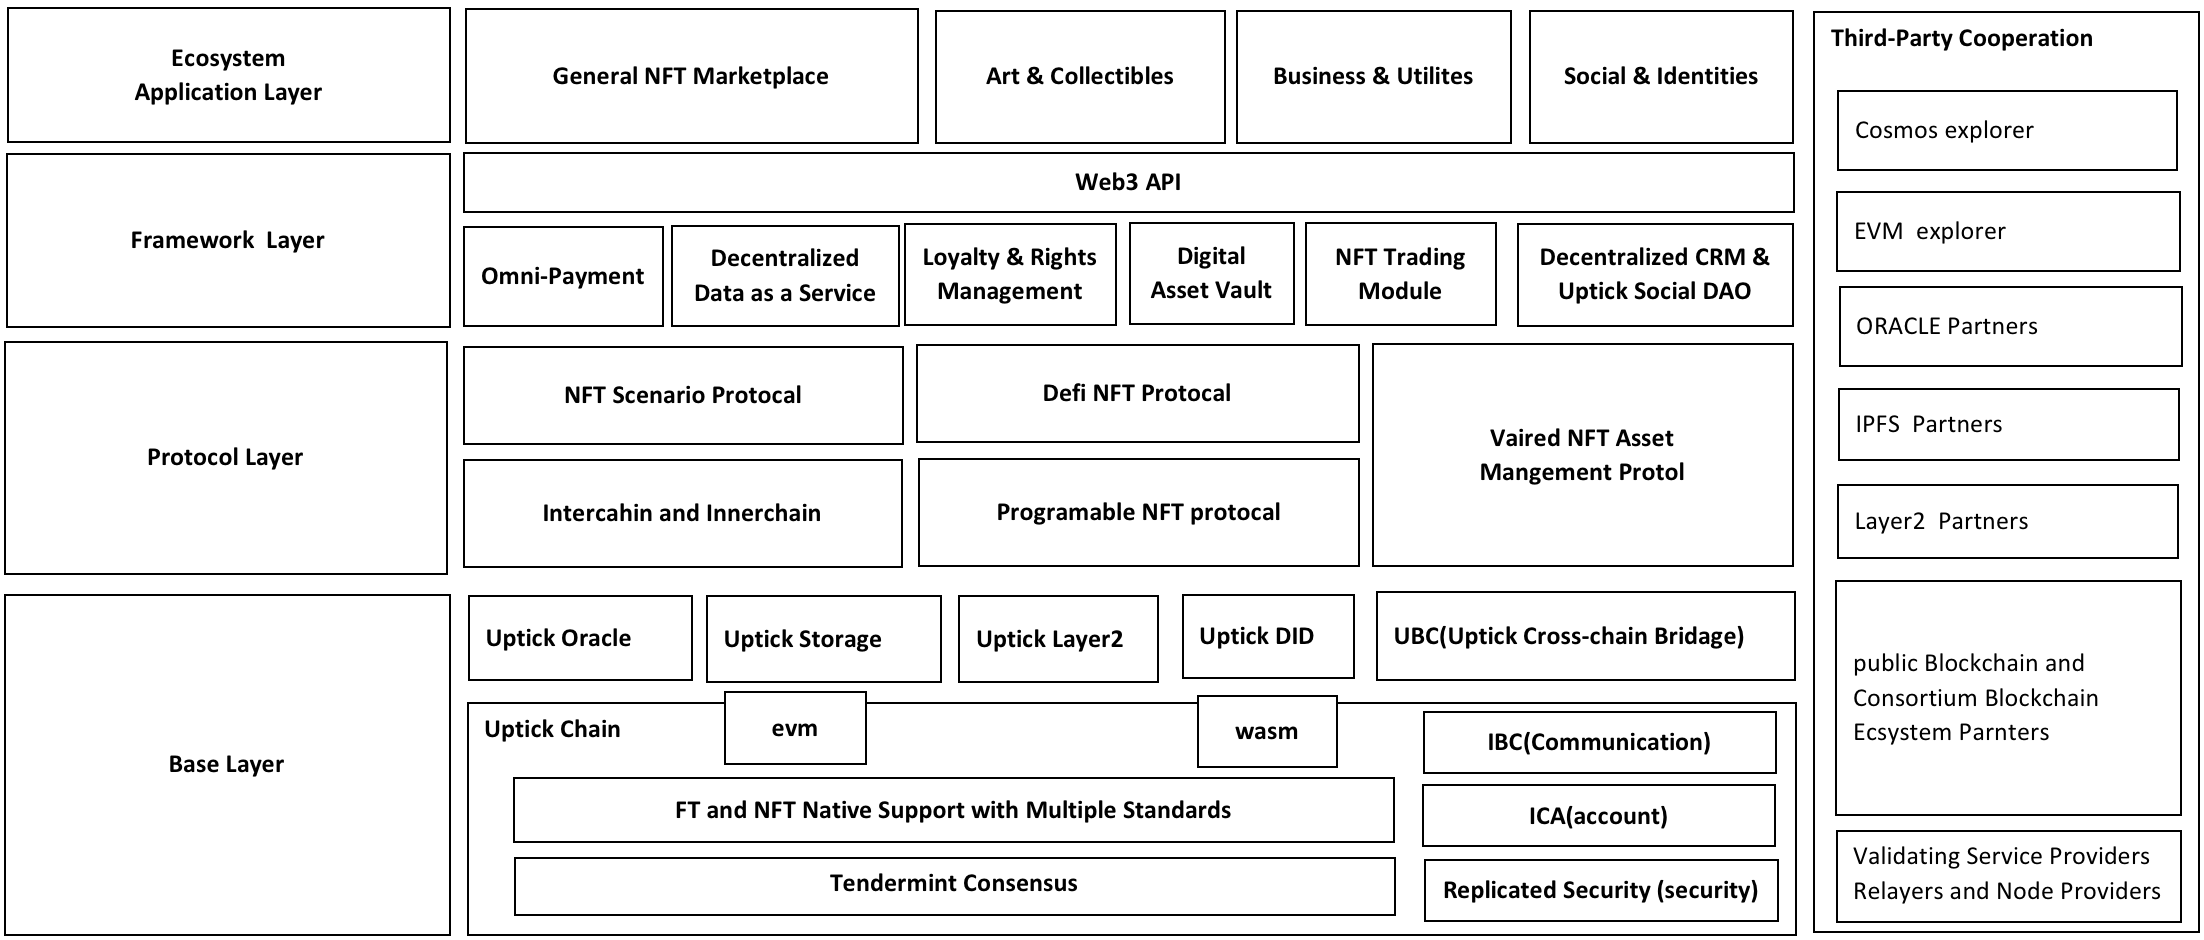 Ecosystem
Application Layer
General NFT Marketplace
Art & Collectibles
Business & Utilites
Social & Identities
Framework  Layer
Web3 API
Omni-Payment
Decentralized
Data as a Service
Loyalty & Rights
Management
Digital
Asset Vault
NFT Trading
Module
Decentralized CRM &
Uptick Social DAO
Protocol Layer
NFT Scenario Protocal
Defi NFT Protocal
Vaired NFT Asset
Mangement Protol
Intercahin and Innerchain
Programable NFT protocal
Base Layer
Uptick Oracle
Uptick Storage
Uptick Layer2
Uptick DID
UBC(Uptick Cross-chain Bridage)
Uptick Chain
evm
wasm
IBC(Communication)
FT and NFT Native Support with Multiple Standards
ICA(account)
Tendermint Consensus
Replicated Security (security)
Third-Party Cooperation
Cosmos explorer
EVM  explorer
ORACLE Partners
IPFS  Partners
Layer2  Partners
public Blockchain and
Consortium Blockchain
Ecsystem Parnters
Validating Service Providers
Relayers and Node Providers